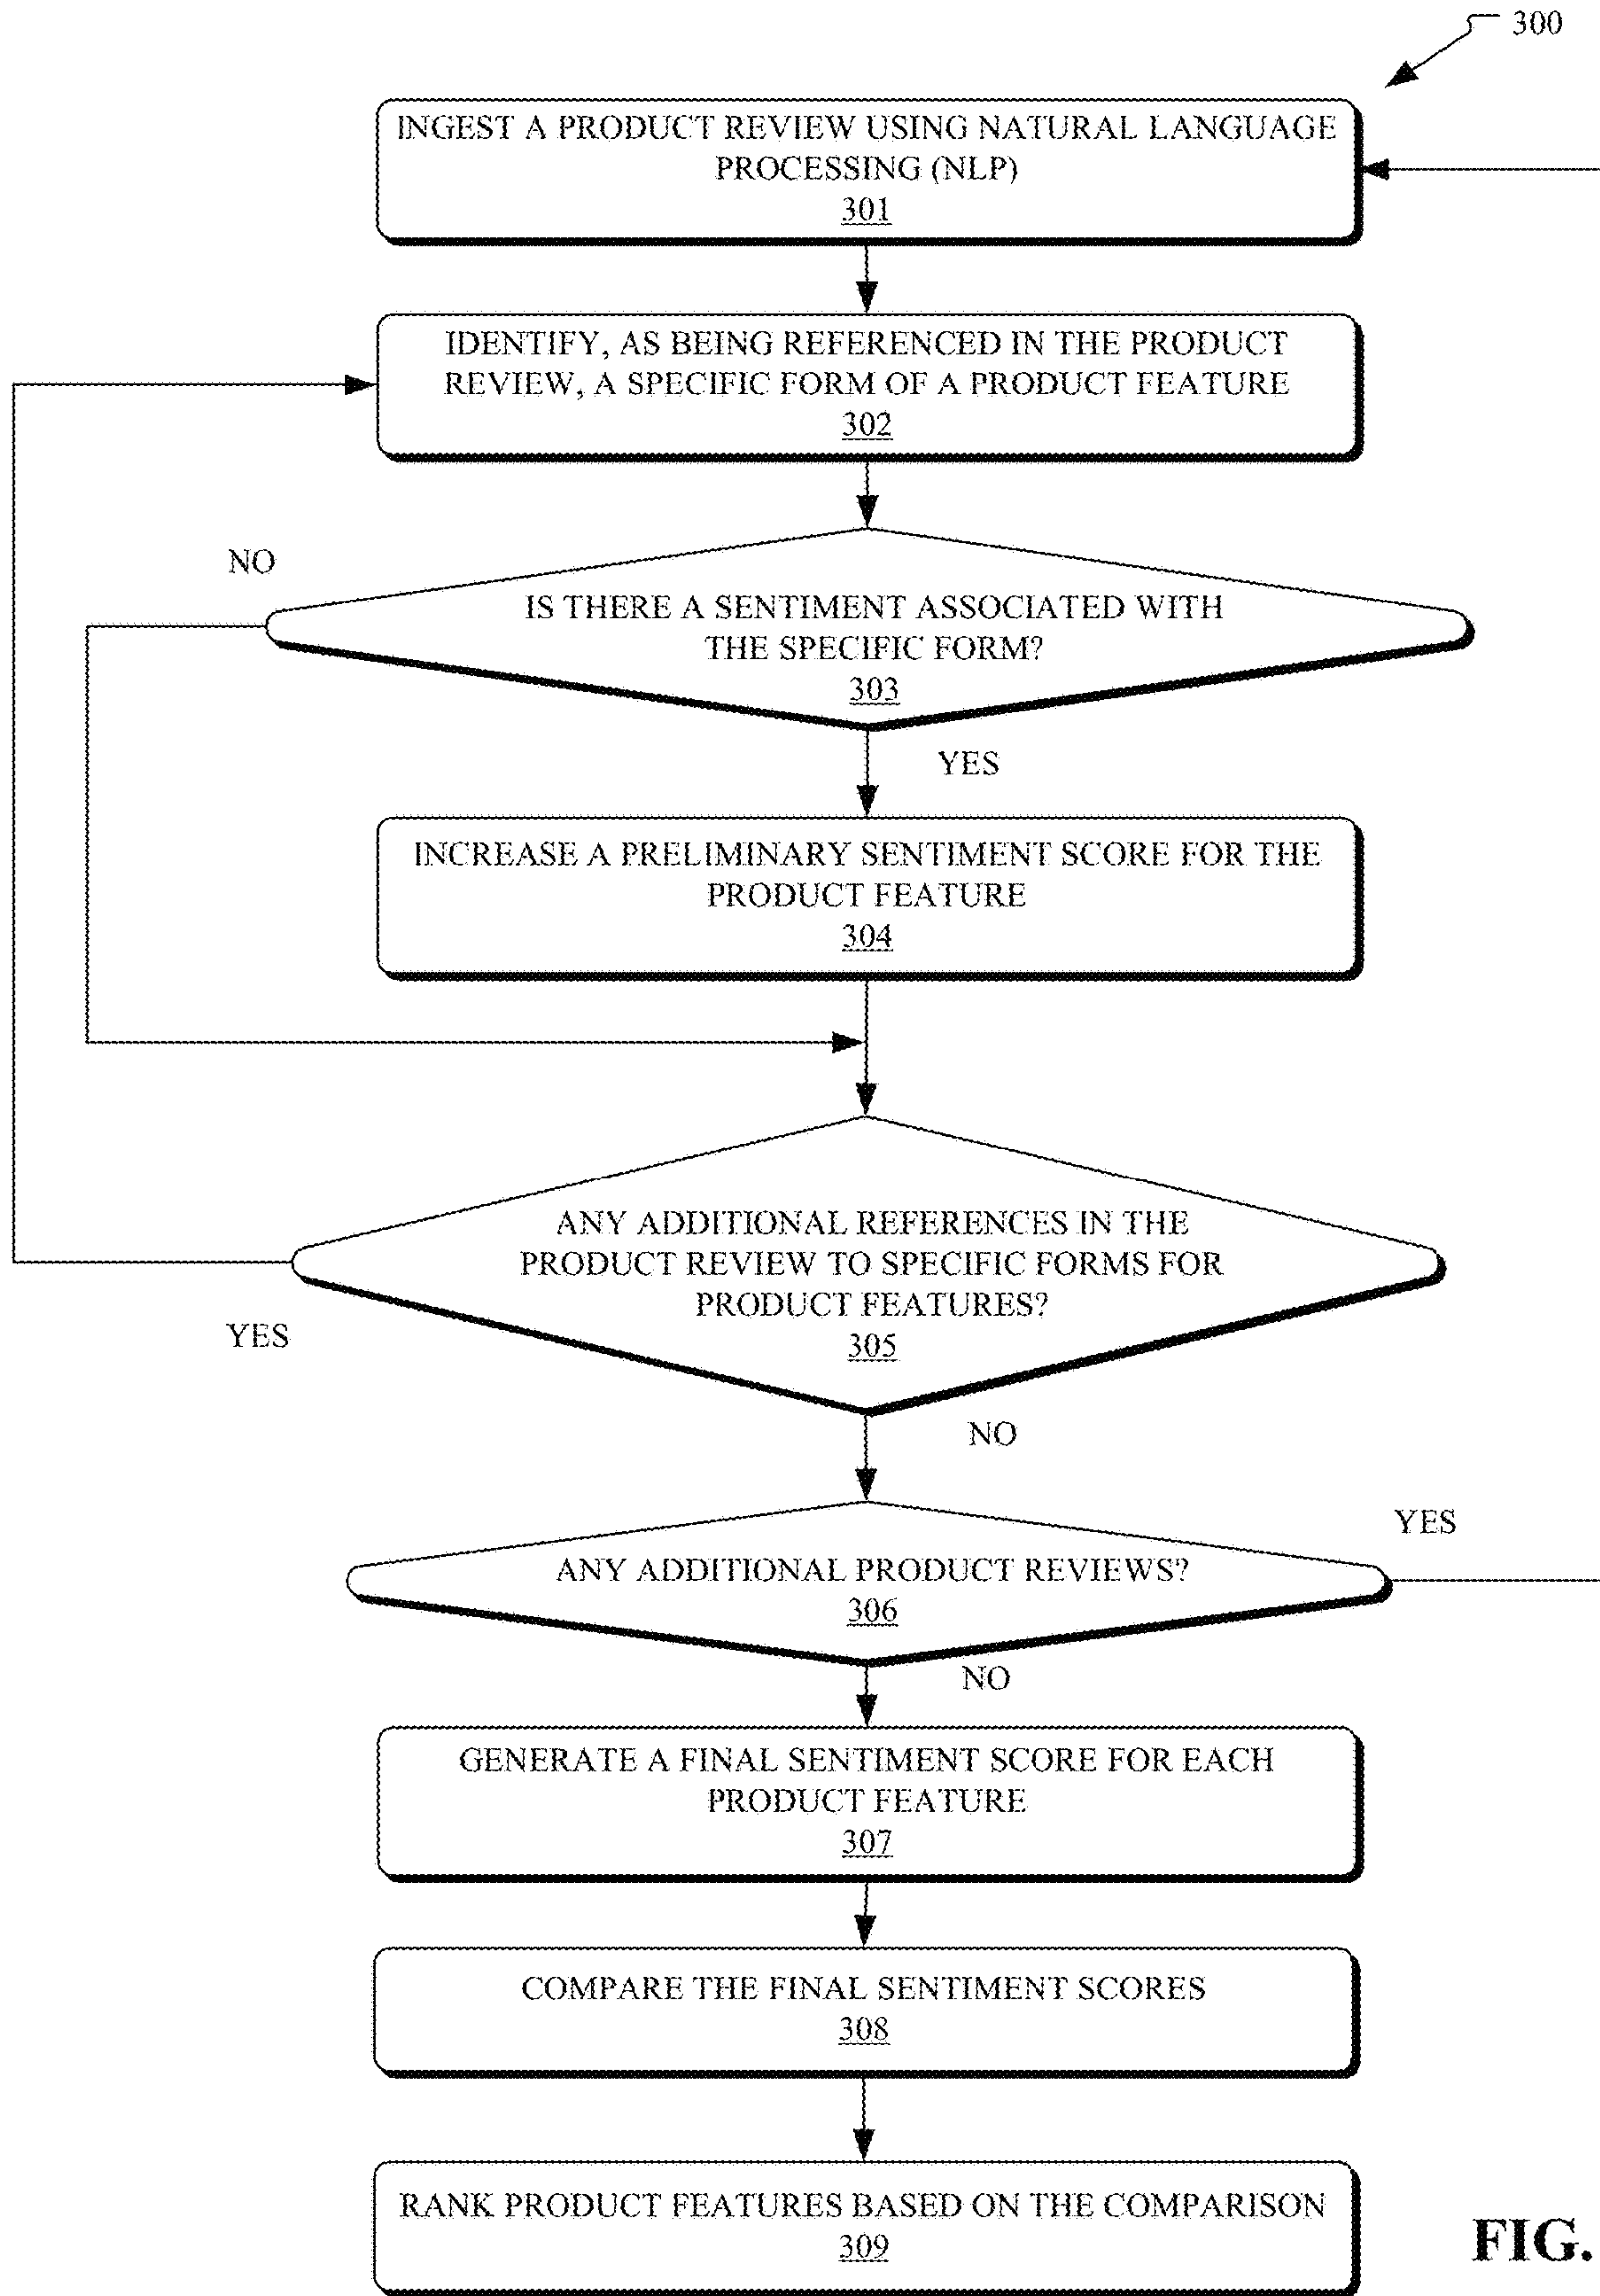 300
INGEST A PRODUCT REVIEW USING NATURAL LANGUAGE
PROCESSING (NLP)
301
IDENTIFY, AS BEING REFERENCED IN THE PRODUCT
REVIEW, A SPECIFIC FORM OF A PRODUCT FEATURE
302
NO
IS THERE A SENTIMENT ASSOCIATED WITH
THE SPECIFIC FORM?
303
YES
INCREASE A PRELIMINARY SENTIMENT SCORE FOR THE
PRODUCT FEATURE
304
ANY ADDITIONAL REFERENCES IN THE
PRODUCT REVIEW TO SPECIFIC FORMS FOR
PRODUCT FEATURES?
305
YES
NO
YES
ANY ADDITIONAL PRODUCT REVIEWS?
306
NO
GENERATE A FINAL SENTIMENT SCORE FOR EACH
PRODUCT FEATURE
307
COMPARE THE FINAL SENTIMENT SCORES
308
RANK PRODUCT FEATURES BASED ON THE COMPARISON
309
FIG.